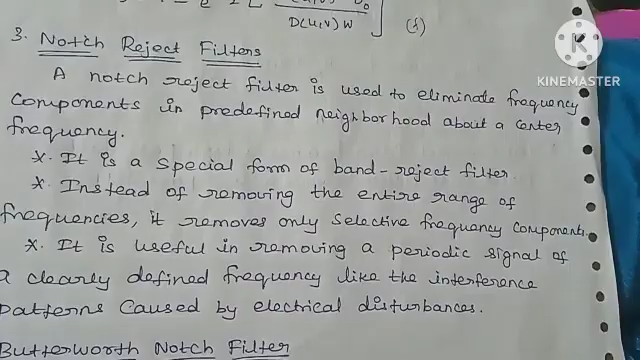 D(u,v) W (f)
3. Notch Reject Filters
A notch reject filter is used to eliminate frequency
components in predefined neighborhood about a center
frequency.
*. It is a special form of band-reject filter.
*. Instead of removing the entire range of
frequencies, it removes only selective frequency components.
*. It is useful in removing a periodic signal of
a clearly defined frequency like the interference
patterns caused by electrical disturbances.
Butterworth Notch Filter
KINEMASTER